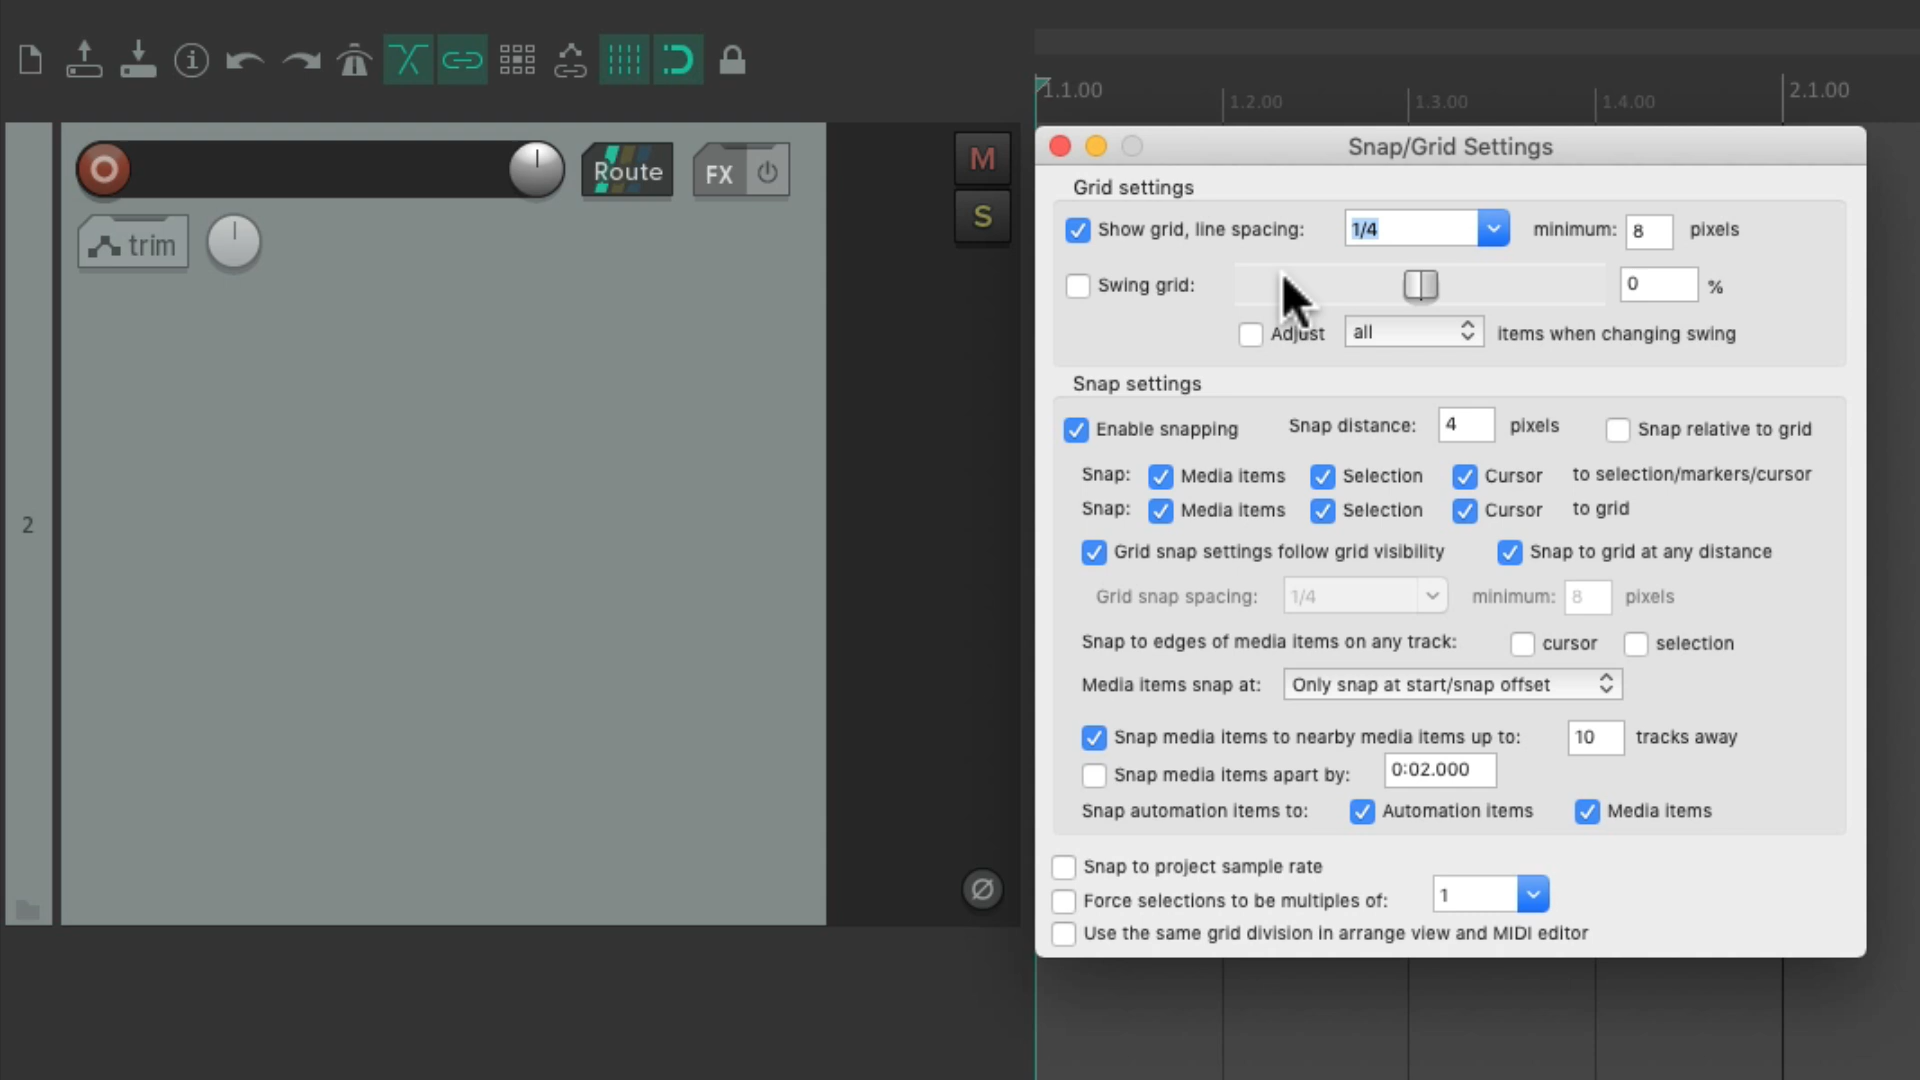 1.1.00
1.2.00
1.3.00
1.4.00
2.1.00
Route
FX
M
S
trim
2
Snap/Grid Settings
Grid settings
Show grid, line spacing: 1/4 minimum: 8 pixels
Swing grid: 0 %
Adjust all items when changing swing
Snap settings
Enable snapping Snap distance: 4 pixels Snap relative to grid
Snap: Media items Selection Cursor to selection/markers/cursor
Snap: Media items Selection Cursor to grid
Grid snap settings follow grid visibility Snap to grid at any distance
Grid snap spacing: 1/4 minimum: 8 pixels
Snap to edges of media items on any track: cursor selection
Media items snap at: Only snap at start/snap offset
Snap media items to nearby media items up to: 10 tracks away
Snap media items apart by: 0:02.000
Snap automation items to: Automation items Media items
Snap to project sample rate
Force selections to be multiples of: 1
Use the same grid division in arrange view and MIDI editor